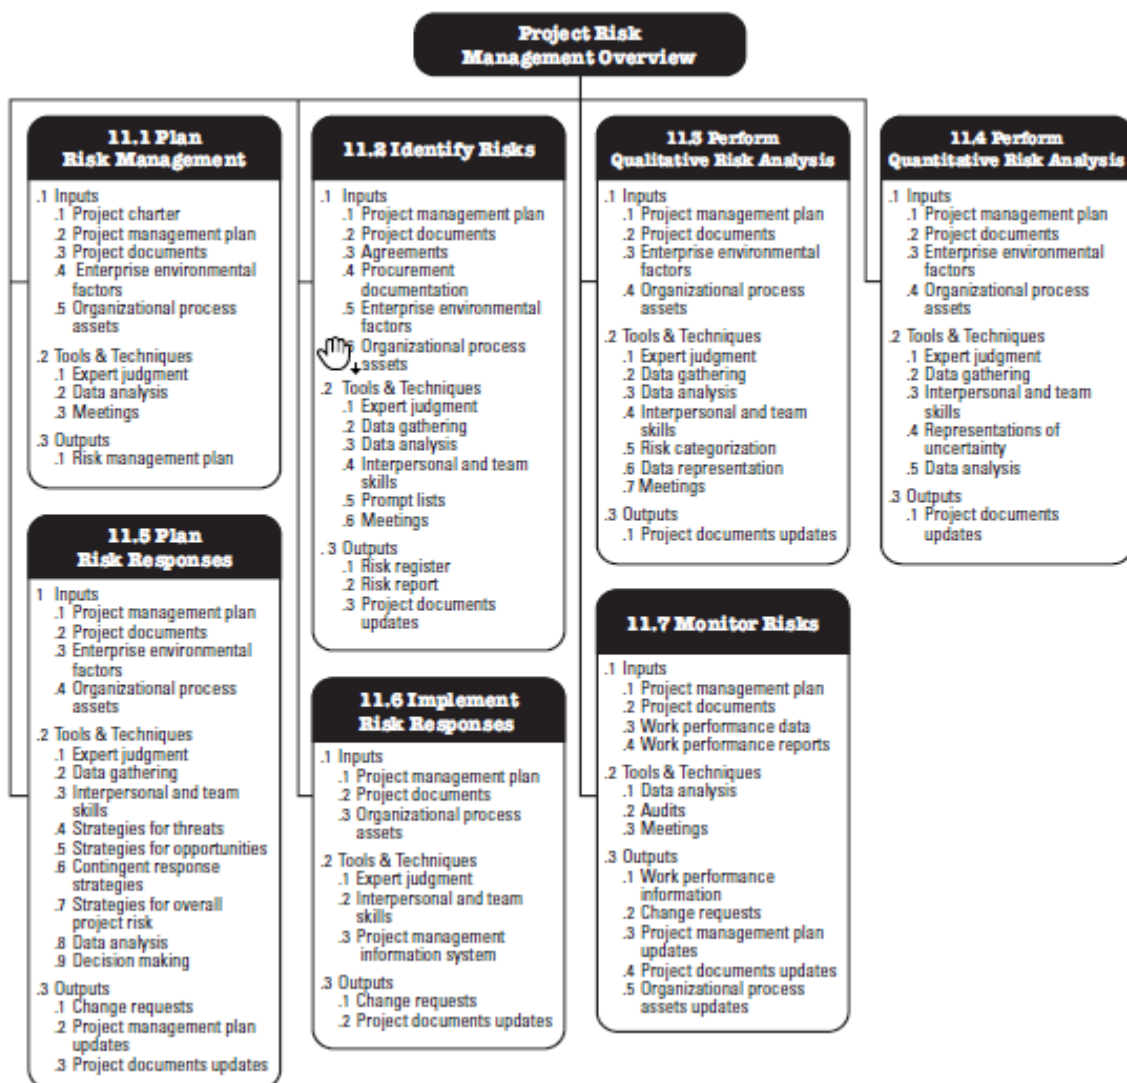 Project Risk
Management Overview
11.1 Plan
Risk Management
.1 Inputs
.1 Project charter
.2 Project management plan
.3 Project documents
.4 Enterprise environmental
factors
.5 Organizational process
assets
.2 Tools & Techniques
.1 Expert judgment
.2 Data analysis
.3 Meetings
.3 Outputs
.1 Risk management plan
11.2 Identify Risks
.1 Inputs
.1 Project management plan
.2 Project documents
.3 Agreements
.4 Procurement
documentation
.5 Enterprise environmental
factors
Organizational process
assets
.2 Tools & Techniques
.1 Expert judgment
.2 Data gathering
.3 Data analysis
.4 Interpersonal and team
skills
.5 Prompt lists
.6 Meetings
.3 Outputs
.1 Risk register
.2 Risk report
.3 Project documents
updates
11.3 Perform
Qualitative Risk Analysis
.1 Inputs
.1 Project management plan
.2 Project documents
.3 Enterprise environmental
factors
.4 Organizational process
assets
.2 Tools & Techniques
.1 Expert judgment
.2 Data gathering
.3 Data analysis
.4 Interpersonal and team
skills
.5 Risk categorization
.6 Data representation
.7 Meetings
.3 Outputs
.1 Project documents updates
11.4 Perform
Quantitative Risk Analysis
.1 Inputs
.1 Project management plan
.2 Project documents
.3 Enterprise environmental
factors
.4 Organizational process
assets
.2 Tools & Techniques
.1 Expert judgment
.2 Data gathering
.3 Interpersonal and team
skills
.4 Representations of
uncertainty
.5 Data analysis
.3 Outputs
.1 Project documents
updates
11.5 Plan
Risk Responses
1 Inputs
.1 Project management plan
.2 Project documents
.3 Enterprise environmental
factors
.4 Organizational process
assets
.2 Tools & Techniques
.1 Expert judgment
.2 Data gathering
.3 Interpersonal and team
skills
.4 Strategies for threats
.5 Strategies for opportunities
.6 Contingent response
strategies
.7 Strategies for overall
project risk
.8 Data analysis
.9 Decision making
.3 Outputs
.1 Change requests
.2 Project management plan
updates
.3 Project documents updates
11.6 Implement
Risk Responses
.1 Inputs
.1 Project management plan
.2 Project documents
.3 Organizational process
assets
.2 Tools & Techniques
.1 Expert judgment
.2 Interpersonal and team
skills
.3 Project management
information system
.3 Outputs
.1 Change requests
.2 Project documents updates
11.7 Monitor Risks
.1 Inputs
.1 Project management plan
.2 Project documents
.3 Work performance data
.4 Work performance reports
.2 Tools & Techniques
.1 Data analysis
.2 Audits
.3 Meetings
.3 Outputs
.1 Work performance
information
.2 Change requests
.3 Project management plan
updates
.4 Project documents updates
.5 Organizational process
assets updates